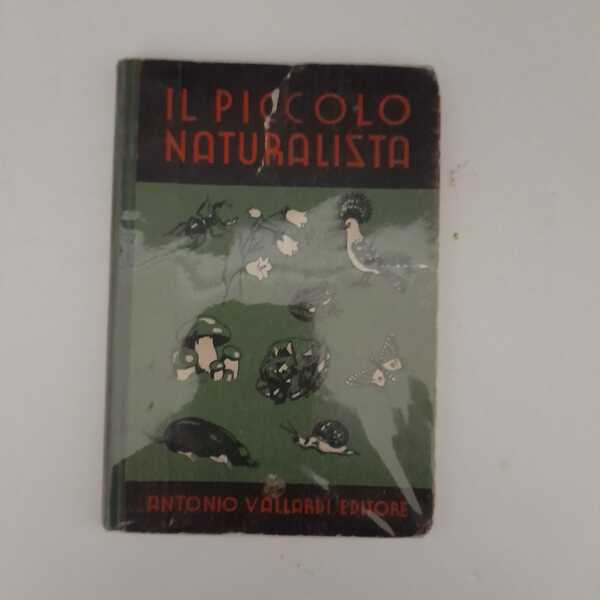 IL PICCOLO
NATURALISTA
ANTONIO VALLARDI EDITORE